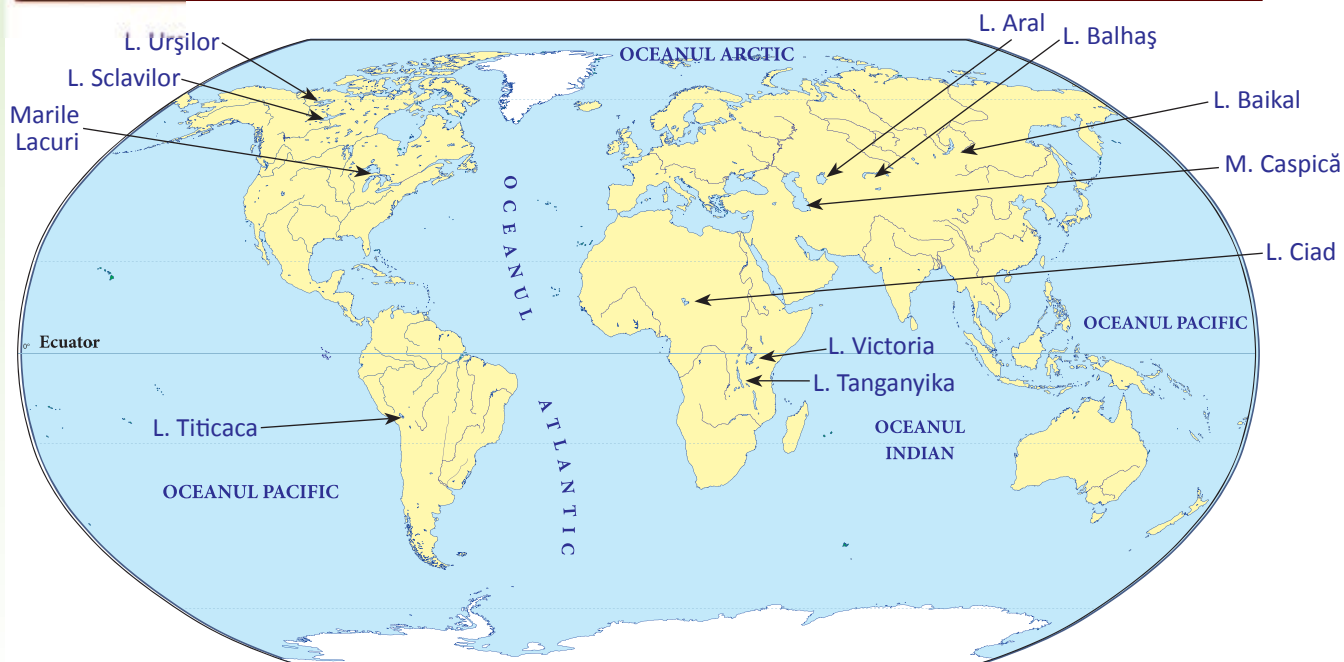 L. Urşilor
L. Sclavilor
Marile
Lacuri
OCEANUL ARCTIC
L. Aral
L. Balhaş
L. Baikal
M. Caspică
L. Ciad
OCEANUL
ATLANTIC
OCEANUL PACIFIC
0° Ecuator
L. Victoria
L. Tanganyika
L. Titicaca
OCEANUL
INDIAN
OCEANUL PACIFIC